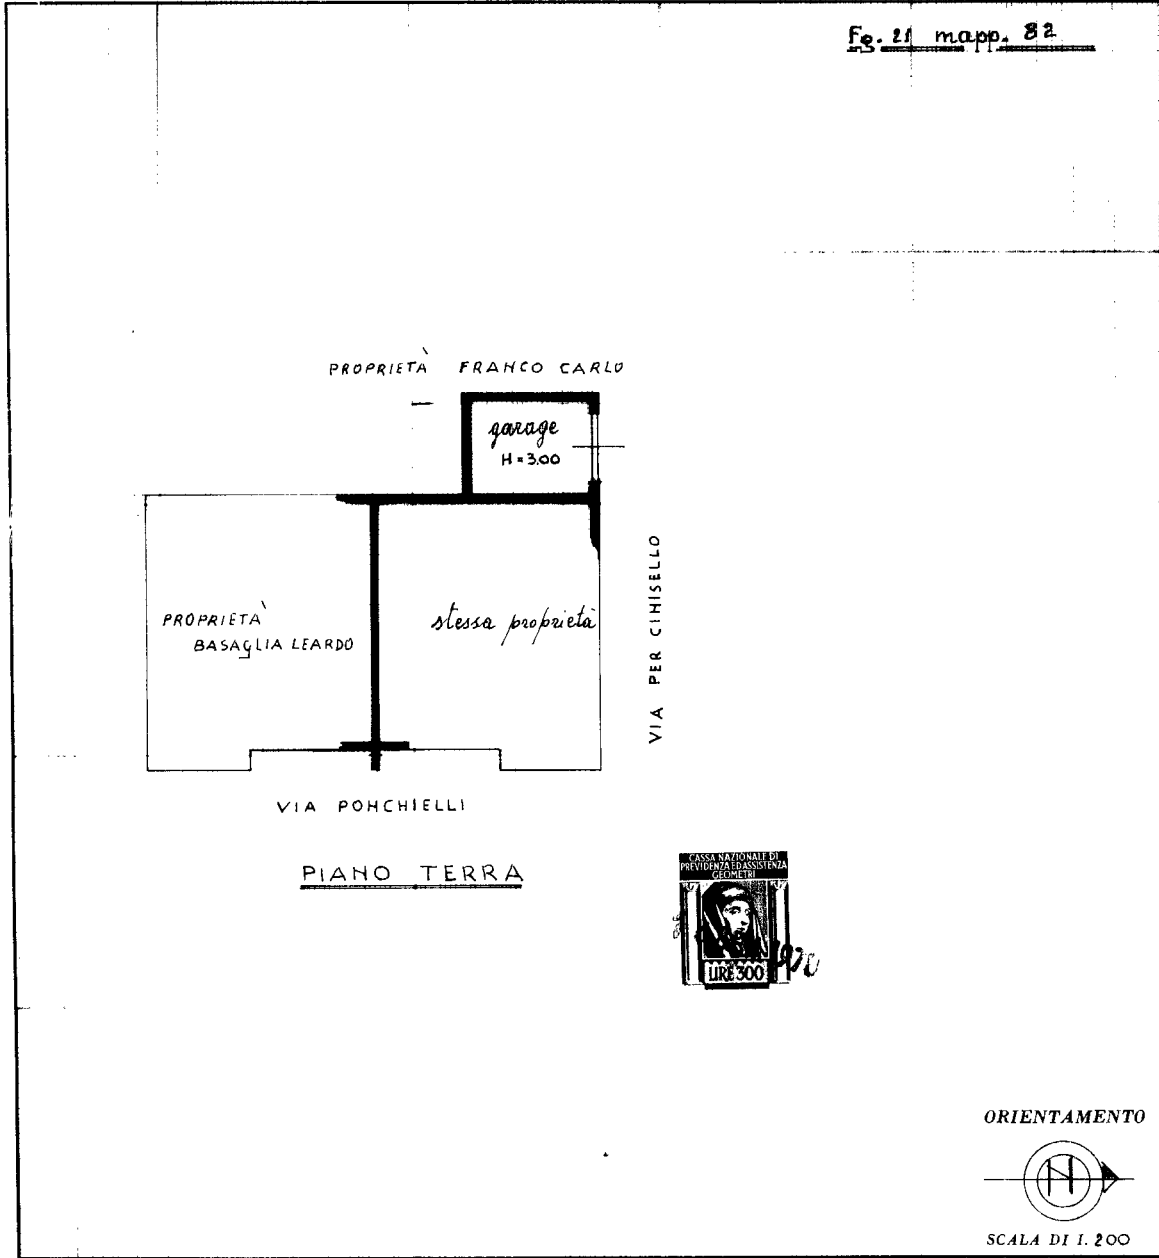 Fg. 21 mapp. 82
PROPRIETÀ FRANCO CARLO
garage
H = 3.00
PROPRIETÀ
BASAGLIA LEARDO
stessa proprietà
VIA PER CINISELLO
VIA PONCHIELLI
PIANO TERRA
CASSA NAZIONALE DI
PREVIDENZA ED ASSISTENZA
GEOMETRI
LIRE 300
ORIENTAMENTO
N
SCALA DI 1. 200